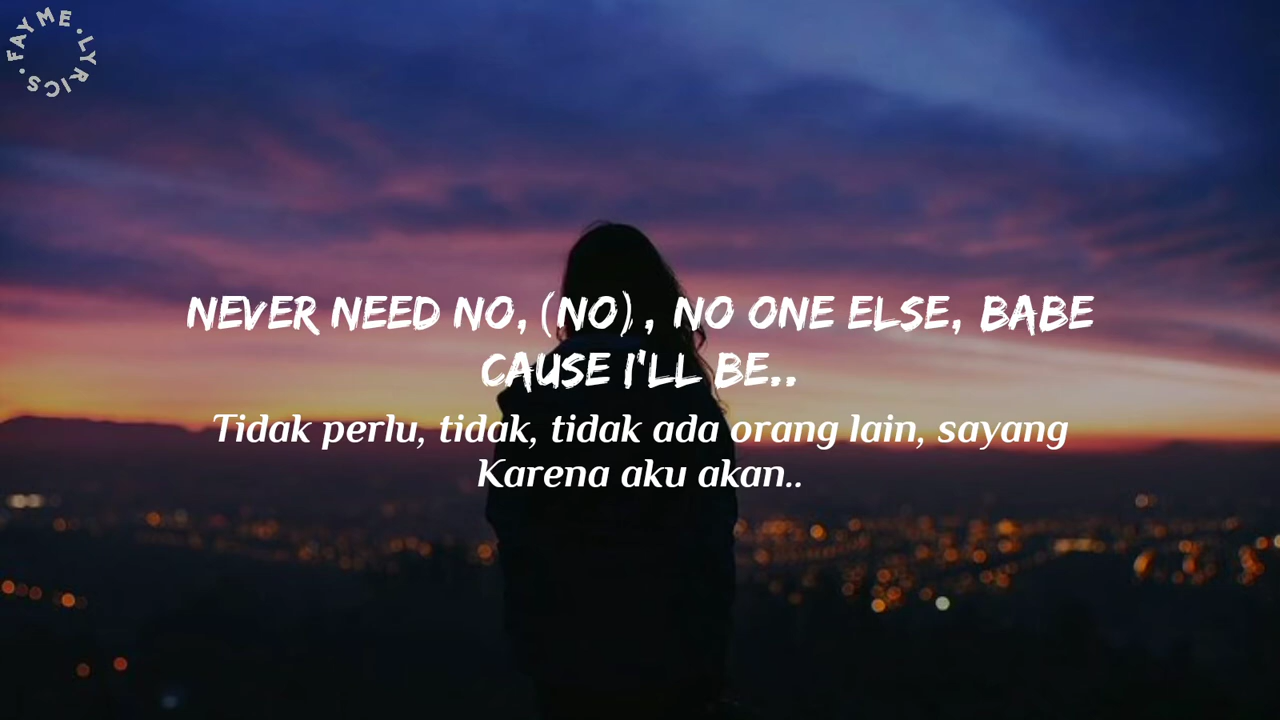 FAYME • LYRICS •
NEVER NEED NO, (NO) , NO ONE ELSE, BABE
CAUSE I'LL BE..
Tidak perlu, tidak, tidak ada orang lain, sayang
Karena aku akan..